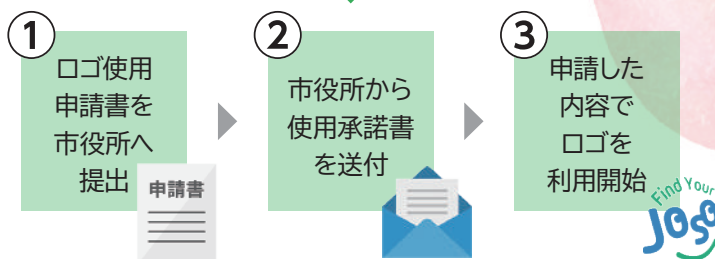 ①
ロゴ使用
申請書を
市役所へ
提出
申請書
②
市役所から
使用承諾書
を送付
③
申請した
内容で
ロゴを
利用開始
Find Your
JOSO